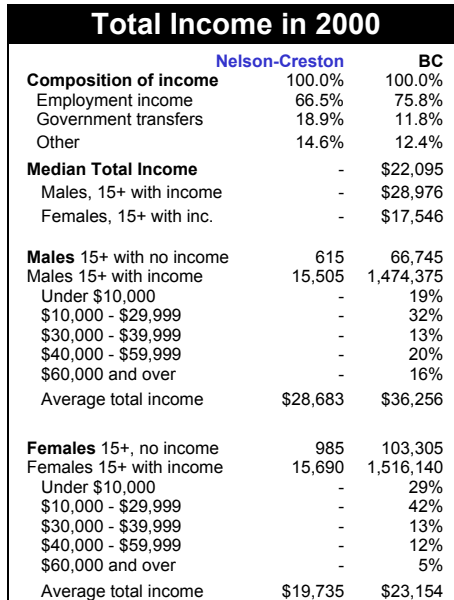 Total Income in 2000
Nelson-Creston BC
Composition of income 100.0% 100.0%
Employment income 66.5% 75.8%
Government transfers 18.9% 11.8%
Other 14.6% 12.4%
Median Total Income - $22,095
Males, 15+ with income - $28,976
Females, 15+ with inc. - $17,546
Males 15+ with no income 615 66,745
Males 15+ with income 15,505 1,474,375
Under $10,000 - 19%
$10,000 - $29,999 - 32%
$30,000 - $39,999 - 13%
$40,000 - $59,999 - 20%
$60,000 and over - 16%
Average total income $28,683 $36,256
Females 15+, no income 985 103,305
Females 15+ with income 15,690 1,516,140
Under $10,000 - 29%
$10,000 - $29,999 - 42%
$30,000 - $39,999 - 13%
$40,000 - $59,999 - 12%
$60,000 and over - 5%
Average total income $19,735 $23,154